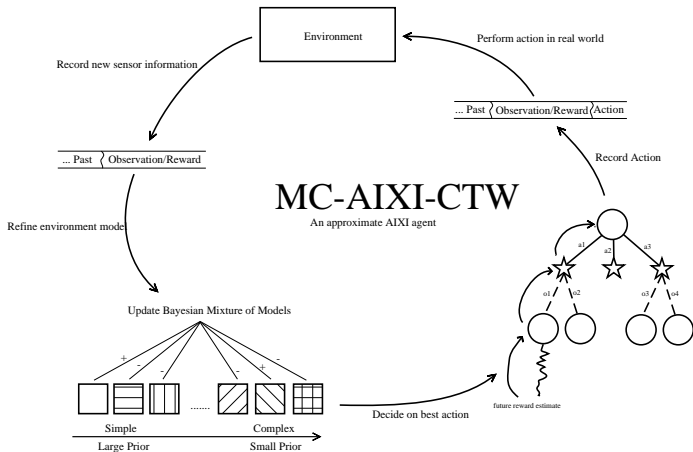 Environment
Perform action in real world
Record new sensor information
... Past Observation/Reward Action
... Past Observation/Reward
Record Action
MC-AIXI-CTW
An approximate AIXI agent
Refine environment model
a1 a2 a3
o1 o2 o3 o4
Update Bayesian Mixture of Models
+ - - - + -
.......
future reward estimate
Decide on best action
Simple Complex
Large Prior Small Prior